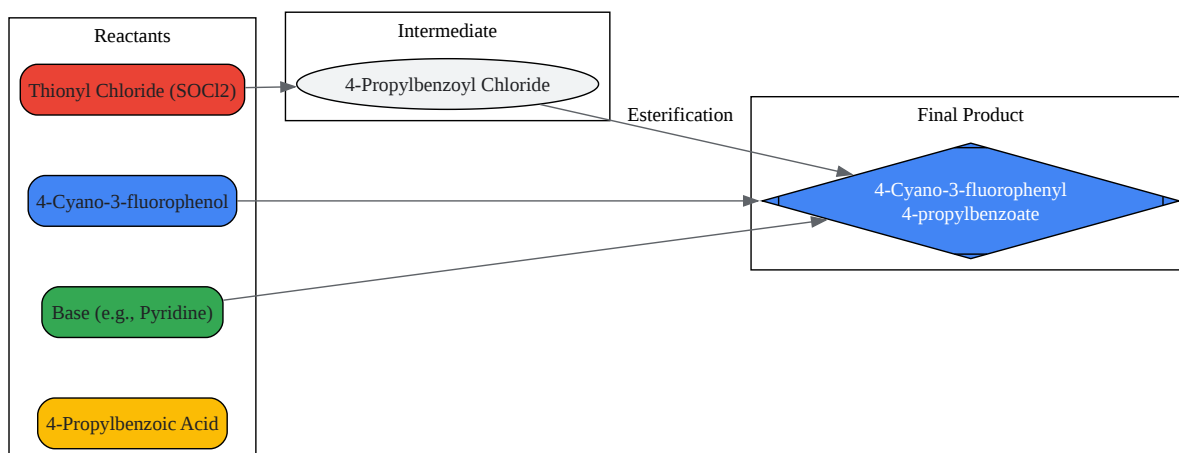 Reactants
Thionyl Chloride (SOCl2)
4-Cyano-3-fluorophenol
Base (e.g., Pyridine)
4-Propylbenzoic Acid
Intermediate
4-Propylbenzoyl Chloride
Esterification
Final Product
4-Cyano-3-fluorophenyl
4-propylbenzoate